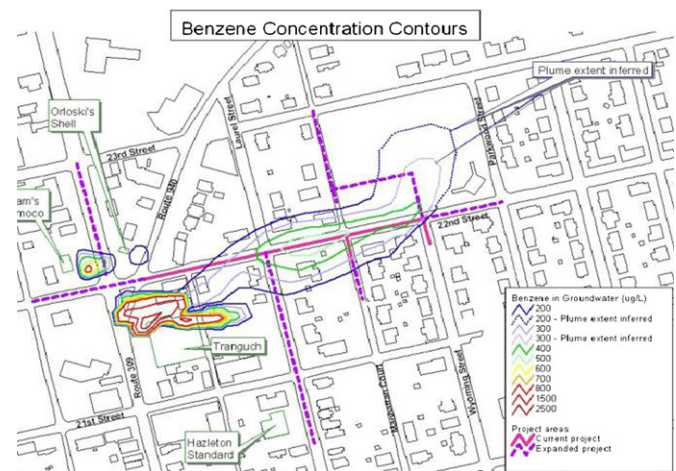 Benzene Concentration Contours
Plume extent inferred
Orloski's
Shell
23rd Street
Route 940
Laurel Street
Parkwood Street
am's
moco
22nd Street
Benzene in Groundwater (ug/L)
200
200 - Plume extent inferred
300
300 - Plume extent inferred
400
500
600
700
800
1500
2500
Project areas
Current project
Expanded project
Tranguch
Route 309
21st Street
Hazleton
Standard
Wyoming Street
Court